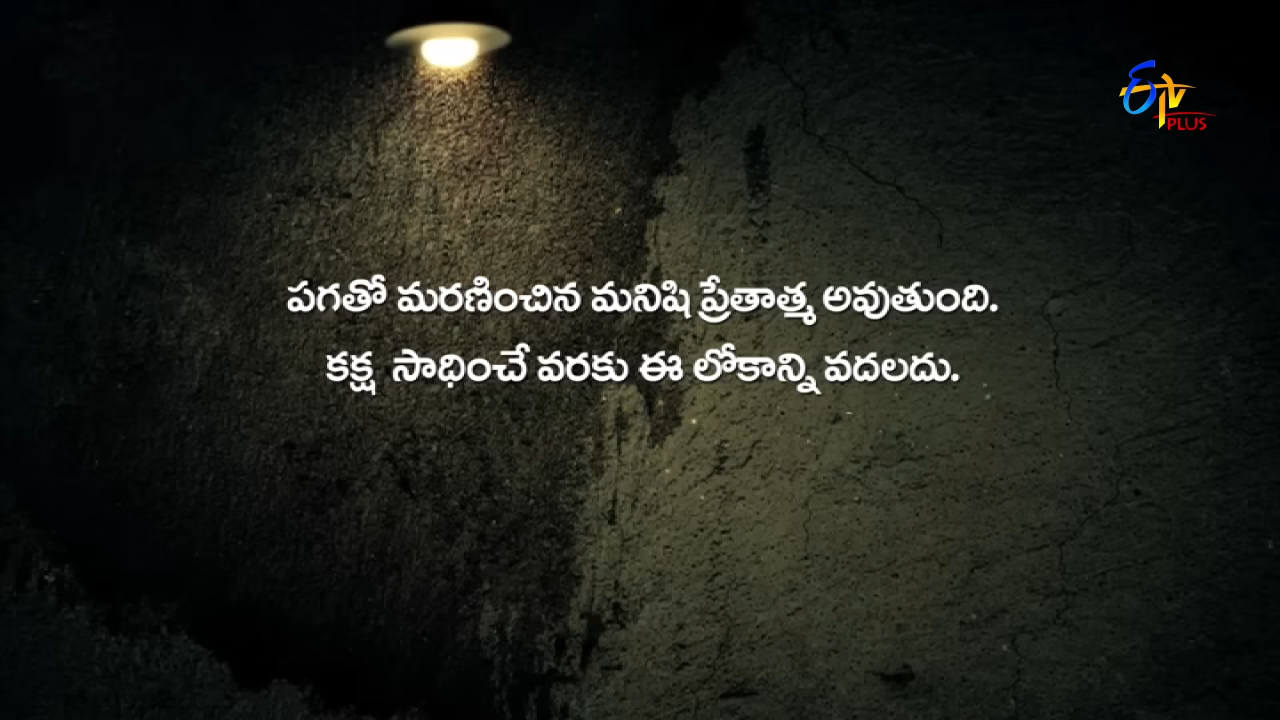 ETV
PLUS
పగతో మరణించిన మనిషి ప్రేతాత్మ అవుతుంది.
కక్ష సాధించే వరకు ఈ లోకాన్ని వదలదు.